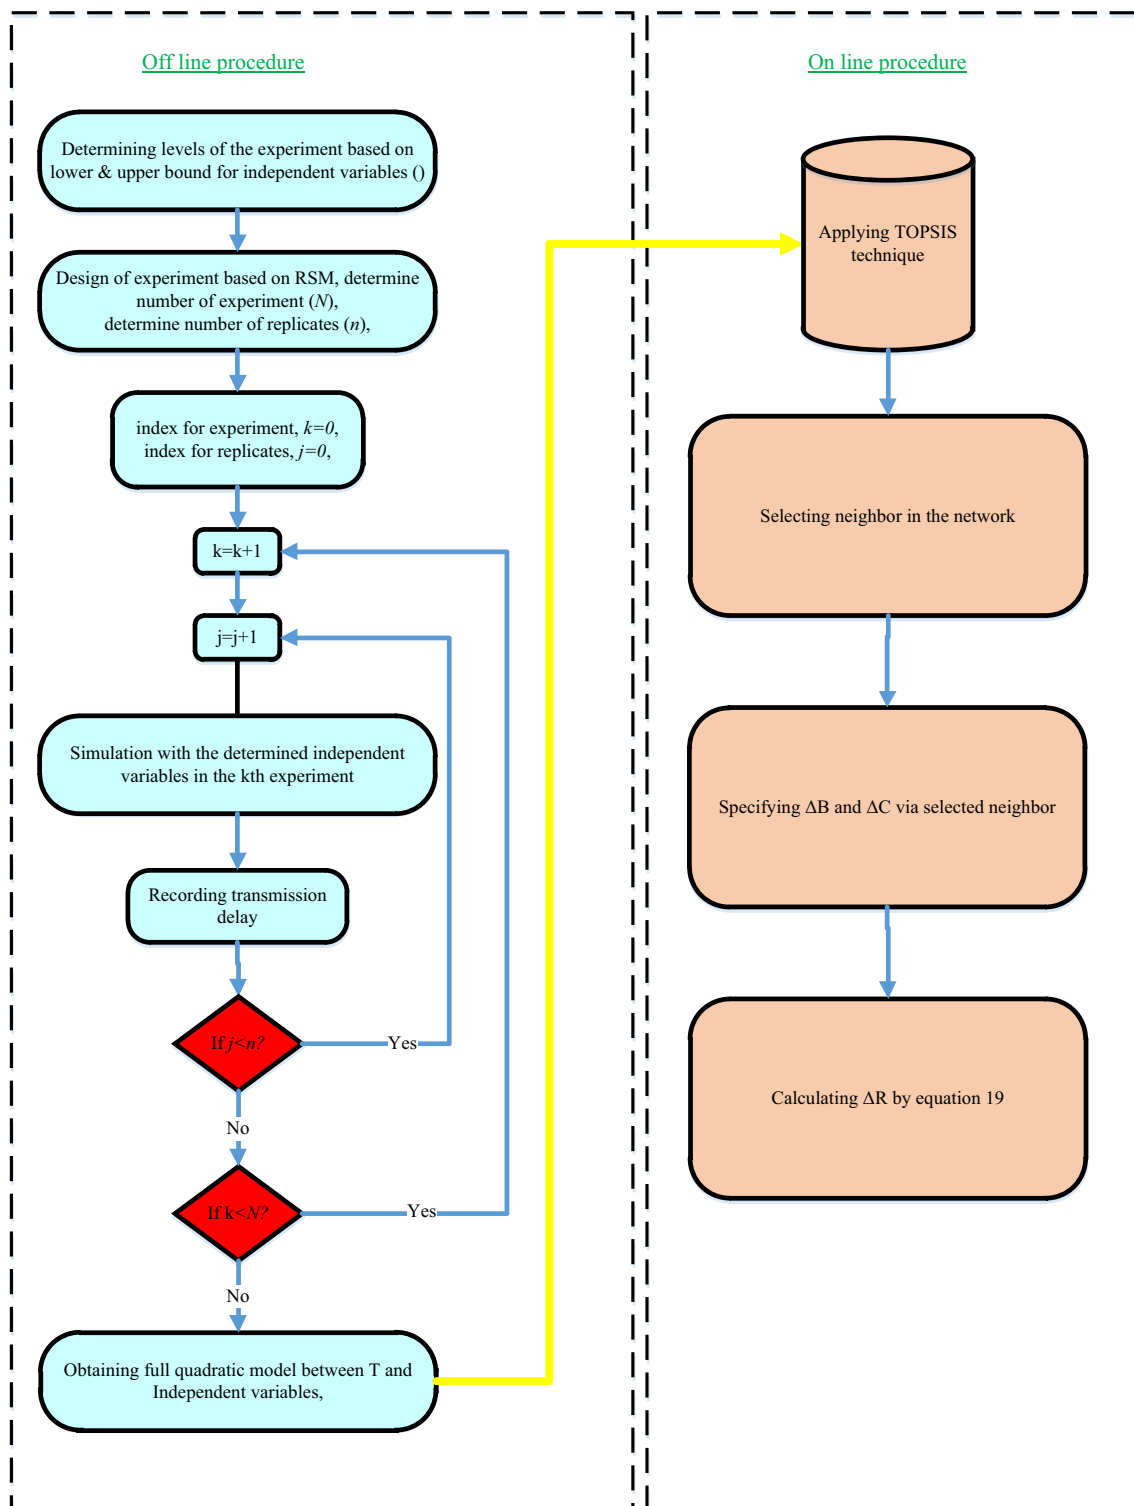 Off line procedure
Determining levels of the experiment based on
lower & upper bound for independent variables ()
Design of experiment based on RSM, determine
number of experiment (N),
determine number of replicates (n),
index for experiment, k=0,
index for replicates, j=0,
k=k+1
j=j+1
Simulation with the determined independent
variables in the kth experiment
Recording transmission
delay
If j<n?
Yes
No
If k<N?
Yes
No
Obtaining full quadratic model between T and
Independent variables,
On line procedure
Applying TOPSIS
technique
Selecting neighbor in the network
Specifying ΔB and ΔC via selected neighbor
Calculating ΔR by equation 19